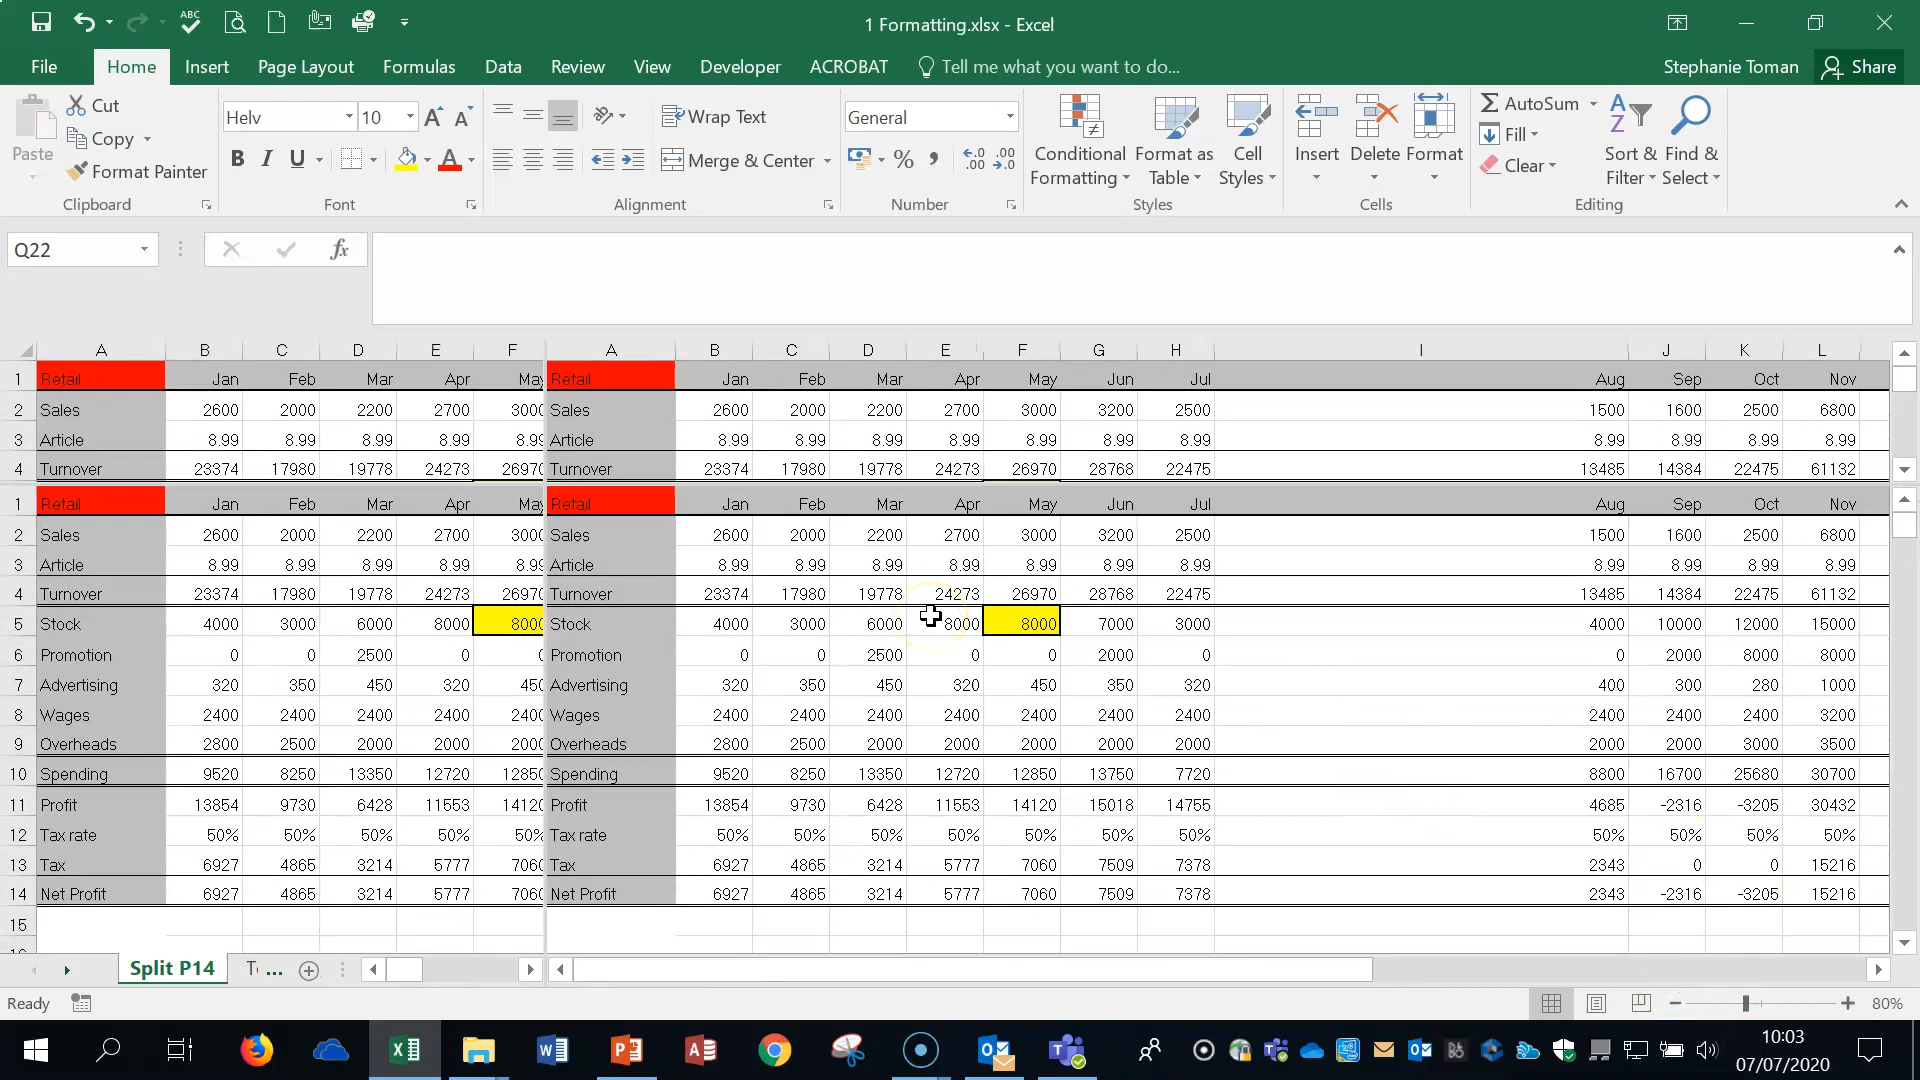 ABC
1 Formatting.xlsx - Excel
File Home Insert Page Layout Formulas Data Review View Developer ACROBAT Tell me what you want to do... Stephanie Toman Share
Paste
Cut
Copy
Format Painter
Clipboard
Helv 10
B I U A
Font
Wrap Text
Merge & Center
Alignment
General
%
Number
Conditional Formatting
Format as Table
Cell Styles
Styles
Insert Delete Format
Cells
AutoSum
Fill
Clear
Sort & Filter
Find & Select
Editing
Q22 fx
A B C D E F A B C D E F G H I J K L
1 Retail Jan Feb Mar Apr May Retail Jan Feb Mar Apr May Jun Jul Aug Sep Oct Nov
2 Sales 2600 2000 2200 2700 3000 Sales 2600 2000 2200 2700 3000 3200 2500 1500 1600 2500 6800
3 Article 8.99 8.99 8.99 8.99 8.99 Article 8.99 8.99 8.99 8.99 8.99 8.99 8.99 8.99 8.99 8.99 8.99
4 Turnover 23374 17980 19778 24273 26970 Turnover 23374 17980 19778 24273 26970 28768 22475 13485 14384 22475 61132
1 Retail Jan Feb Mar Apr May Retail Jan Feb Mar Apr May Jun Jul Aug Sep Oct Nov
2 Sales 2600 2000 2200 2700 3000 Sales 2600 2000 2200 2700 3000 3200 2500 1500 1600 2500 6800
3 Article 8.99 8.99 8.99 8.99 8.99 Article 8.99 8.99 8.99 8.99 8.99 8.99 8.99 8.99 8.99 8.99 8.99
4 Turnover 23374 17980 19778 24273 26970 Turnover 23374 17980 19778 24273 26970 28768 22475 13485 14384 22475 61132
5 Stock 4000 3000 6000 8000 8000 Stock 4000 3000 6000 8000 8000 7000 3000 4000 10000 12000 15000
6 Promotion 0 0 2500 0 0 Promotion 0 0 2500 0 0 2000 0 0 2000 8000 8000
7 Advertising 320 350 450 320 450 Advertising 320 350 450 320 450 350 320 400 300 280 1000
8 Wages 2400 2400 2400 2400 2400 Wages 2400 2400 2400 2400 2400 2400 2400 2400 2400 2400 3200
9 Overheads 2800 2500 2000 2000 2000 Overheads 2800 2500 2000 2000 2000 2000 2000 2000 2000 3000 3500
10 Spending 9520 8250 13350 12720 12850 Spending 9520 8250 13350 12720 12850 13750 7720 8800 16700 25680 30700
11 Profit 13854 9730 6428 11553 14120 Profit 13854 9730 6428 11553 14120 15018 14755 4685 -2316 -3205 30432
12 Tax rate 50% 50% 50% 50% 50% Tax rate 50% 50% 50% 50% 50% 50% 50% 50% 50% 50% 50%
13 Tax 6927 4865 3214 5777 7060 Tax 6927 4865 3214 5777 7060 7509 7378 2343 0 0 15216
14 Net Profit 6927 4865 3214 5777 7060 Net Profit 6927 4865 3214 5777 7060 7509 7378 2343 -2316 -3205 15216
15
Split P14 ...
Ready 80%
10:03
07/07/2020